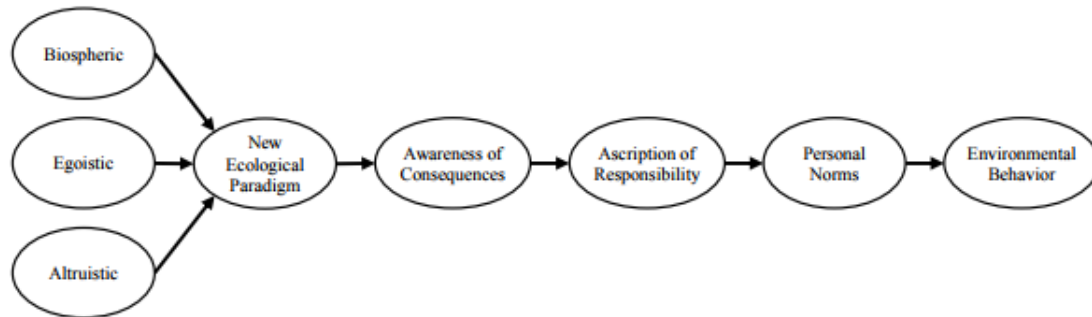 Biospheric
Egoistic
Altruistic
New
Ecological
Paradigm
Awareness of
Consequences
Ascription of
Responsibility
Personal
Norms
Environmental
Behavior